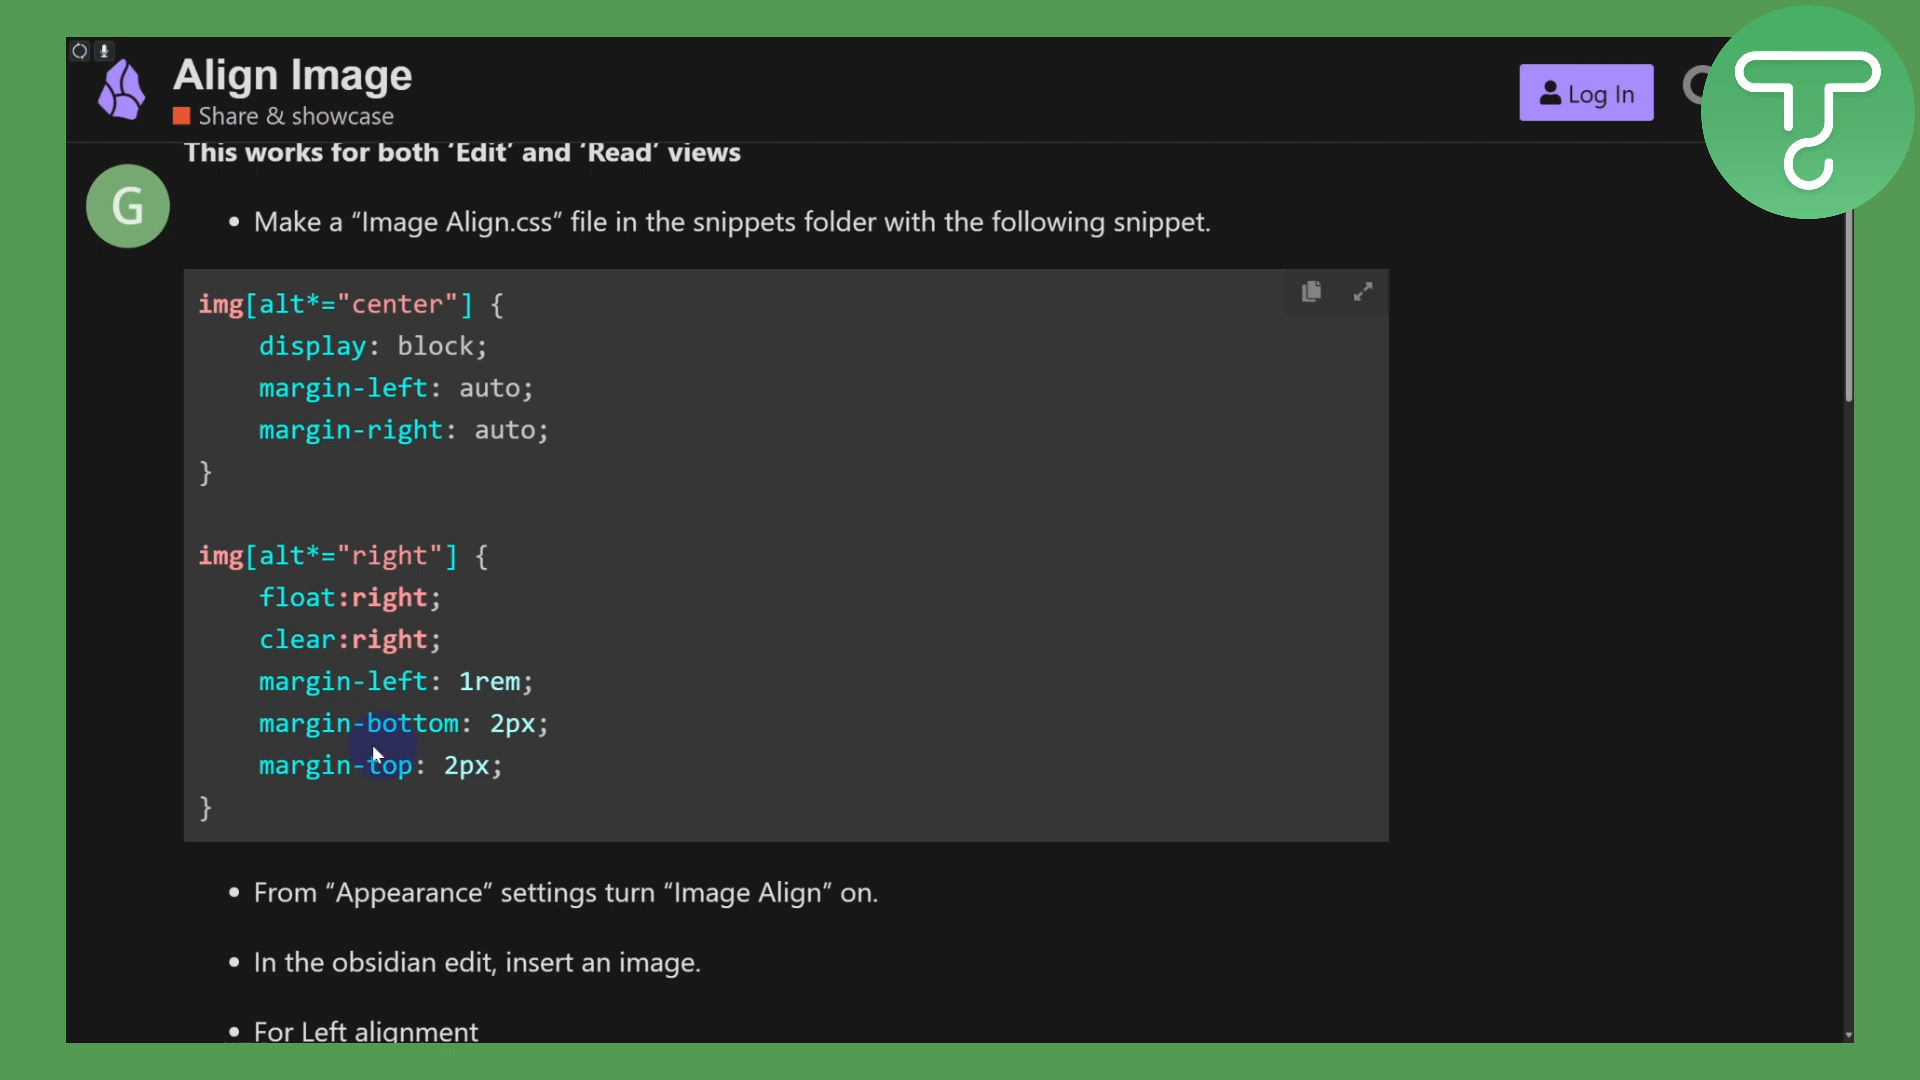 Align Image
Share & showcase
Log In
This works for both ‘Edit’ and ‘Read’ views
G
• Make a “Image Align.css” file in the snippets folder with the following snippet.
img[alt*="center"] {
    display: block;
    margin-left: auto;
    margin-right: auto;
}
img[alt*="right"] {
    float:right;
    clear:right;
    margin-left: 1rem;
    margin-bottom: 2px;
    margin-top: 2px;
}
• From “Appearance” settings turn “Image Align” on.
• In the obsidian edit, insert an image.
• For Left alignment